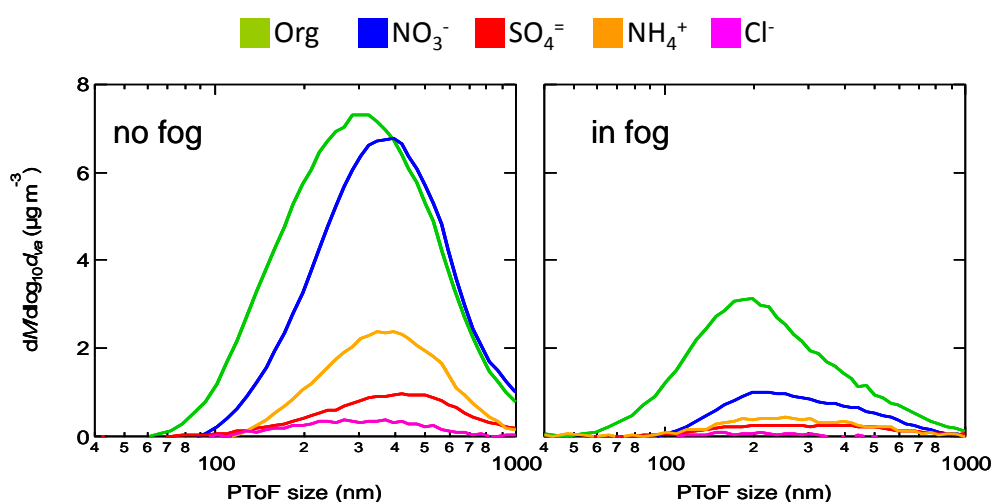 Org NO₃⁻ SO₄⁼ NH₄⁺ Cl⁻
8
6
4
2
0
dM/dlog₁₀dᵥₐ (µg m⁻³)
no fog
4 5 6 7 8 100 2 3 4 5 6 7 8 1000
PToF size (nm)
in fog
4 5 6 7 8 100 2 3 4 5 6 7 8 1000
PToF size (nm)